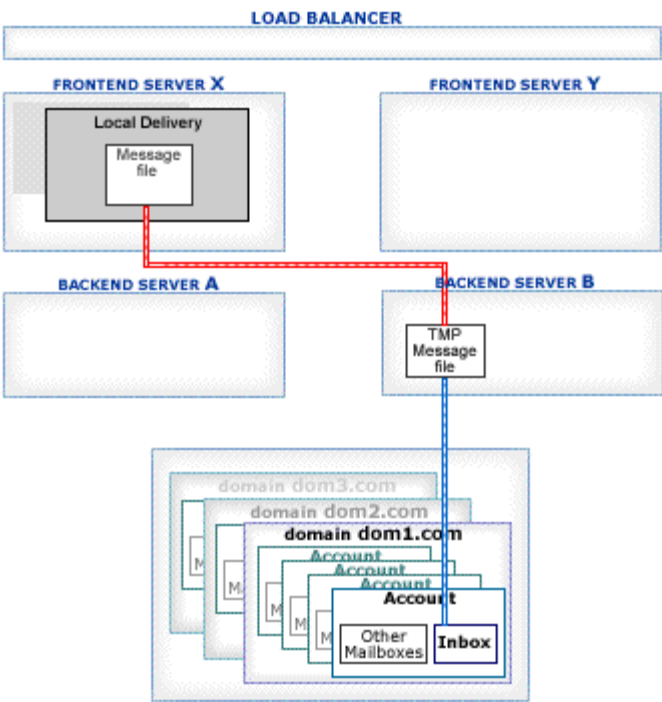 LOAD BALANCER
FRONTEND SERVER X
FRONTEND SERVER Y
Local Delivery
Message
file
BACKEND SERVER A
BACKEND SERVER B
TMP
Message
file
domain dom3.com
domain dom2.com
domain dom1.com
Account
Account
Account
Account
M
M
M
M
M
Other
Mailboxes
Inbox